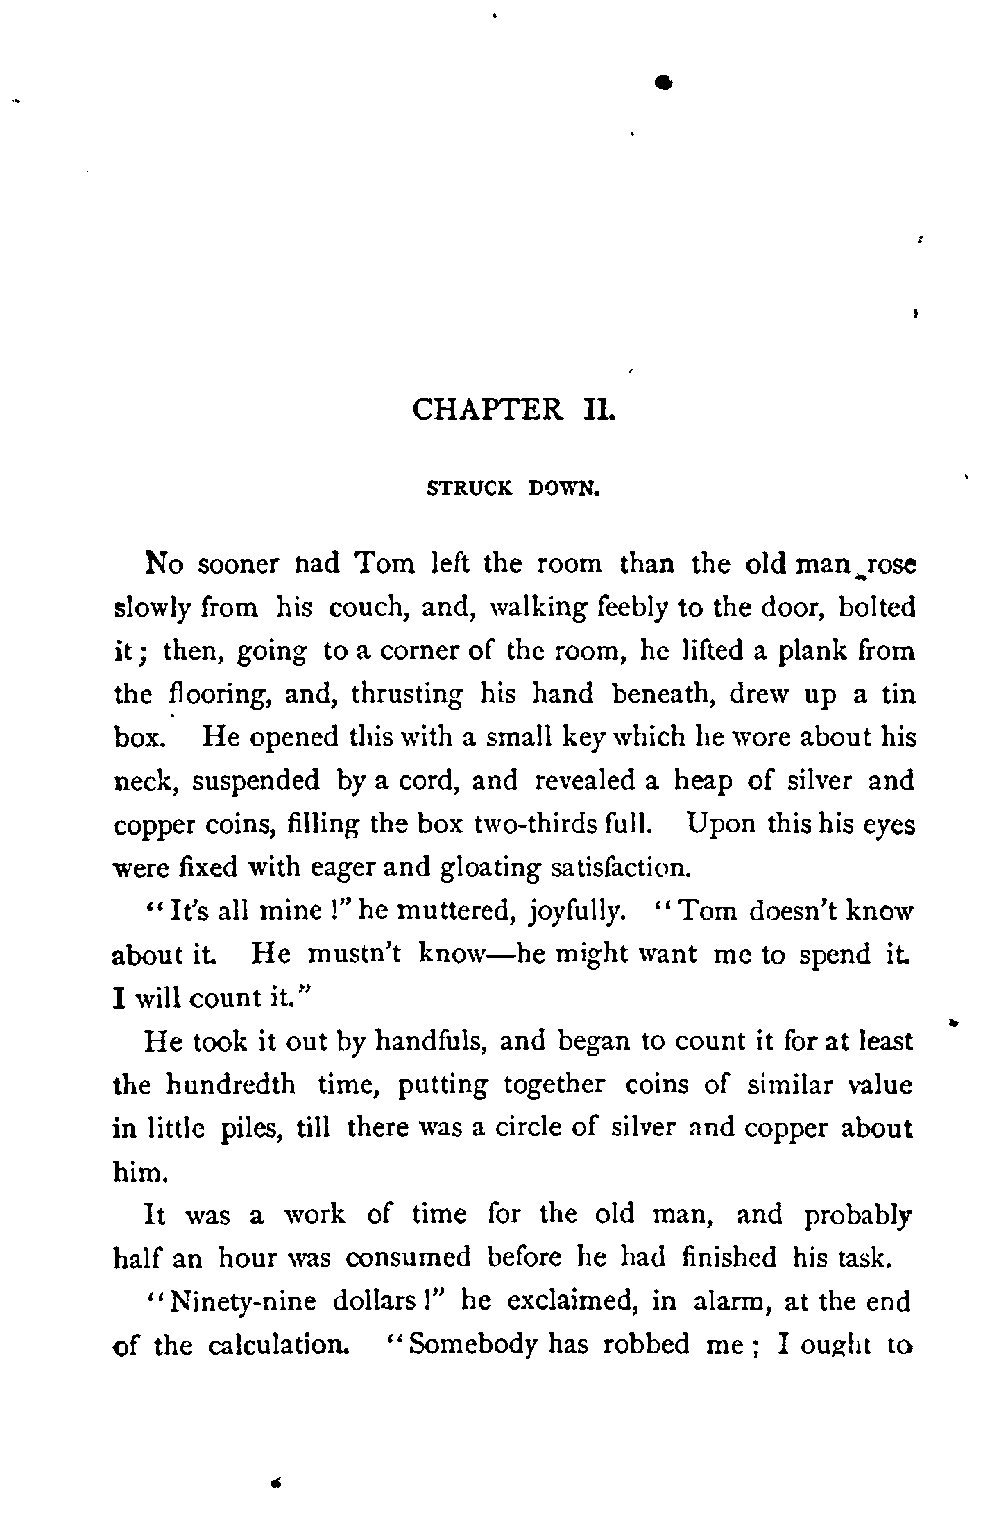 CHAPTER II.
STRUCK DOWN.
No sooner had Tom left the room than the old man rose
slowly from his couch, and, walking feebly to the door, bolted
it; then, going to a corner of the room, he lifted a plank from
the flooring, and, thrusting his hand beneath, drew up a tin
box. He opened this with a small key which he wore about his
neck, suspended by a cord, and revealed a heap of silver and
copper coins, filling the box two-thirds full. Upon this his eyes
were fixed with eager and gloating satisfaction.
"It's all mine!" he muttered, joyfully. "Tom doesn't know
about it. He mustn't know—he might want me to spend it.
I will count it."
He took it out by handfuls, and began to count it for at least
the hundredth time, putting together coins of similar value
in little piles, till there was a circle of silver and copper about
him.
It was a work of time for the old man, and probably
half an hour was consumed before he had finished his task.
"Ninety-nine dollars!" he exclaimed, in alarm, at the end
of the calculation. "Somebody has robbed me; I ought to